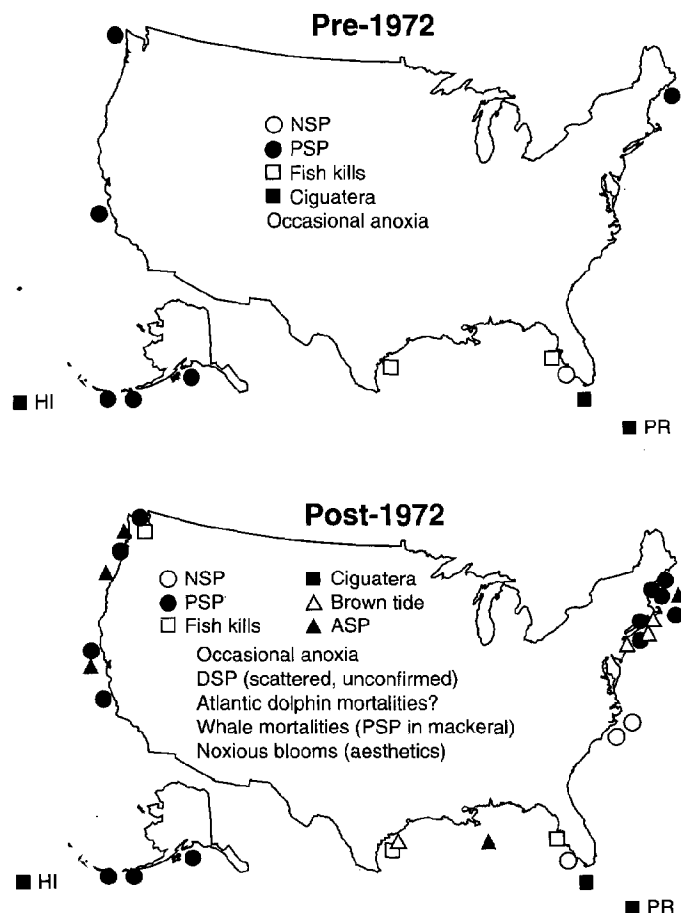 Pre-1972
NSP
PSP
Fish kills
Ciguatera
Occasional anoxia
HI
PR
Post-1972
NSP
PSP
Fish kills
Ciguatera
Brown tide
ASP
Occasional anoxia
DSP (scattered, unconfirmed)
Atlantic dolphin mortalities?
Whale mortalities (PSP in mackeral)
Noxious blooms (aesthetics)
HI
PR